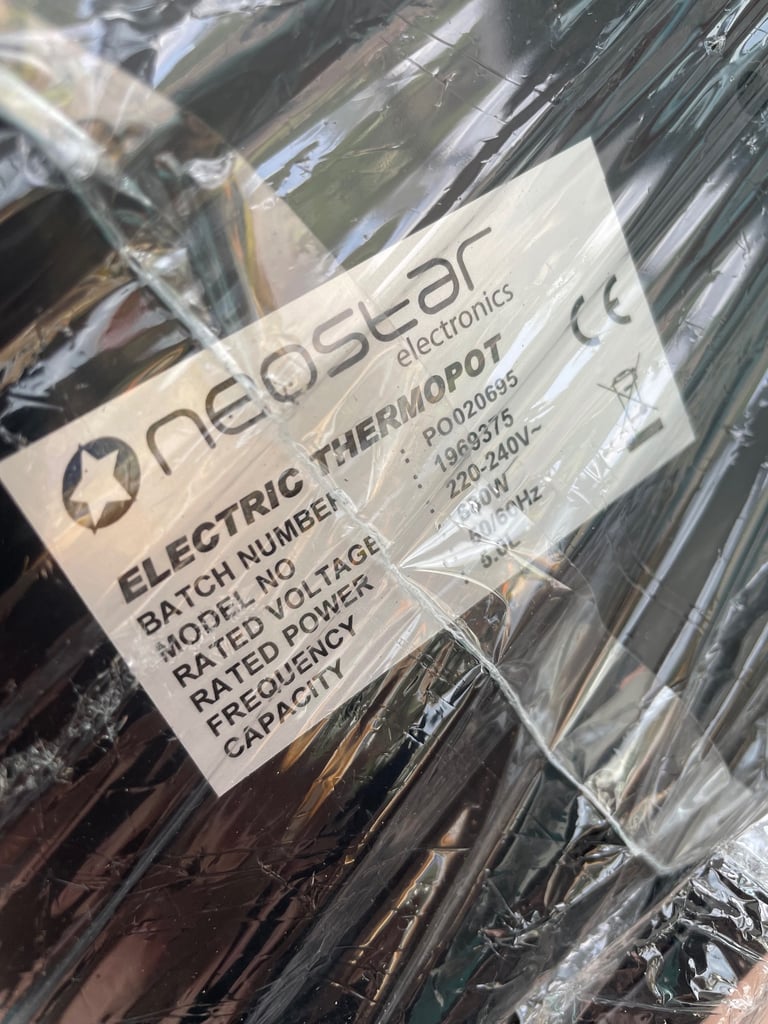 neostar
electronics
ELECTRIC THERMOPOT
BATCH NUMBER : PO020695
MODEL NO : 1969375
RATED VOLTAGE : 220-240V~
RATED POWER : W
FREQUENCY : 50/60Hz
CAPACITY
CE